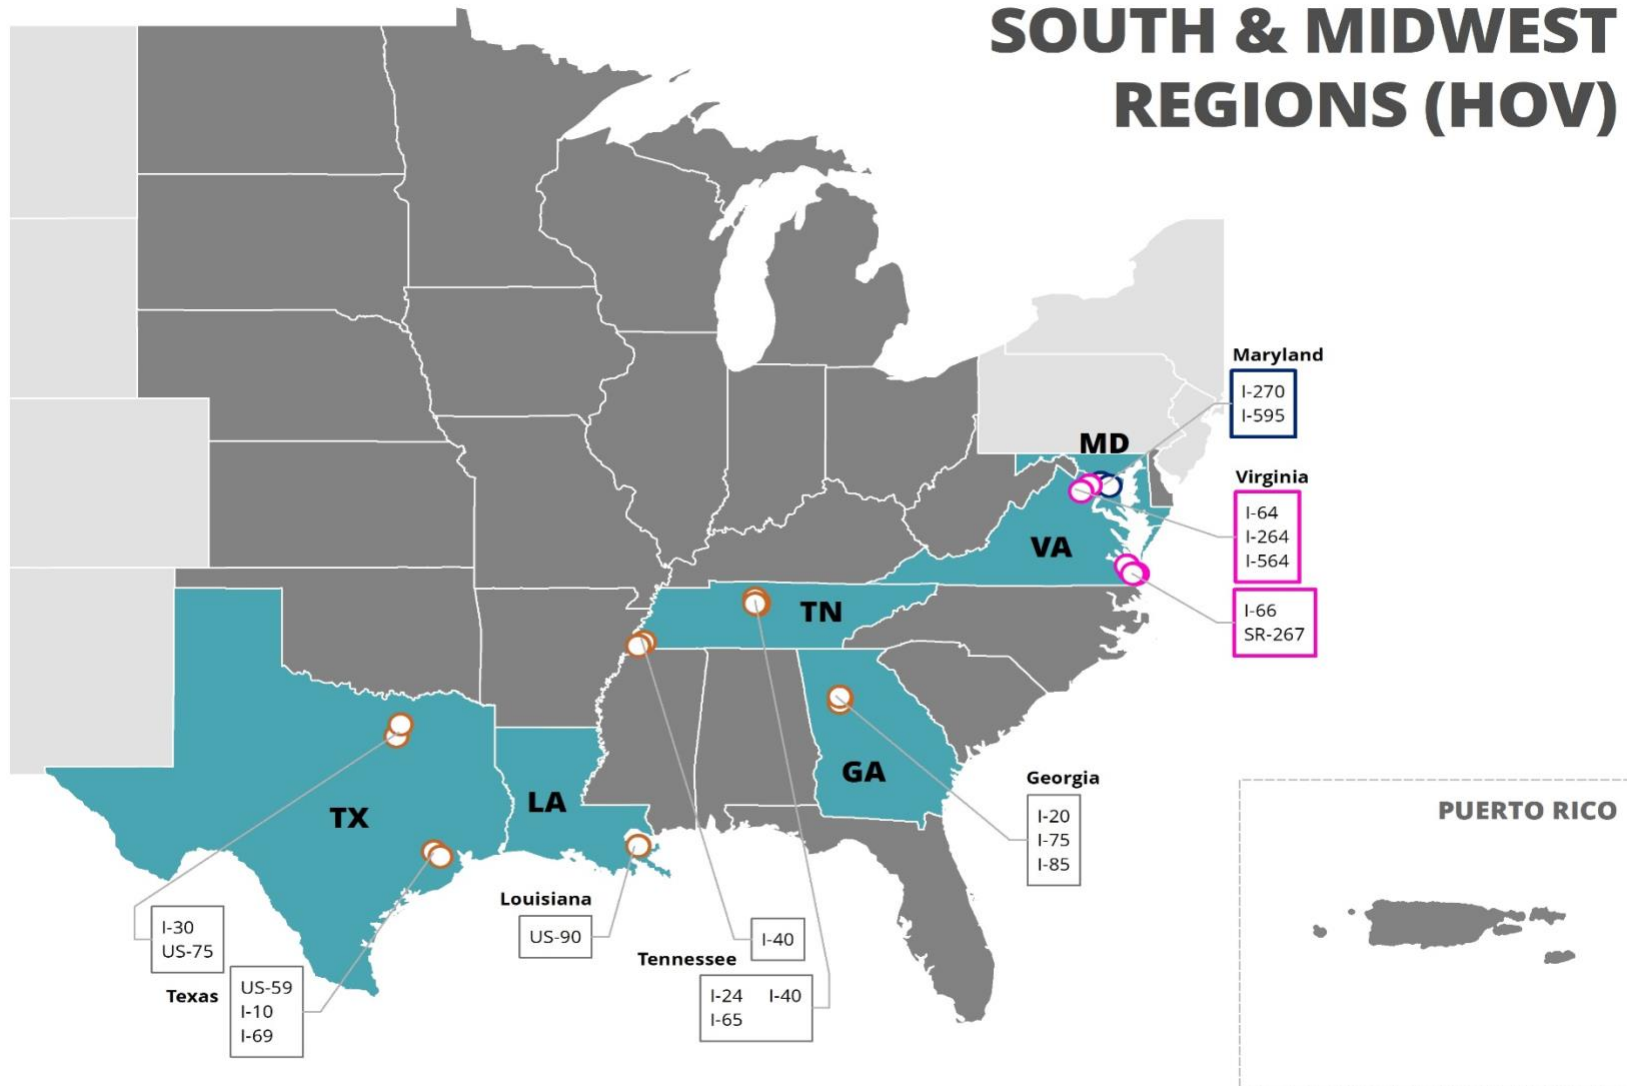 SOUTH & MIDWEST
REGIONS (HOV)
Maryland
I-270
I-595
MD
Virginia
I-64
I-264
I-564
VA
I-66
SR-267
TN
GA
Georgia
I-20
I-75
I-85
TX
LA
PUERTO RICO
Louisiana
US-90
I-30
US-75
Texas
US-59
I-10
I-69
Tennessee
I-40
I-24 I-40
I-65